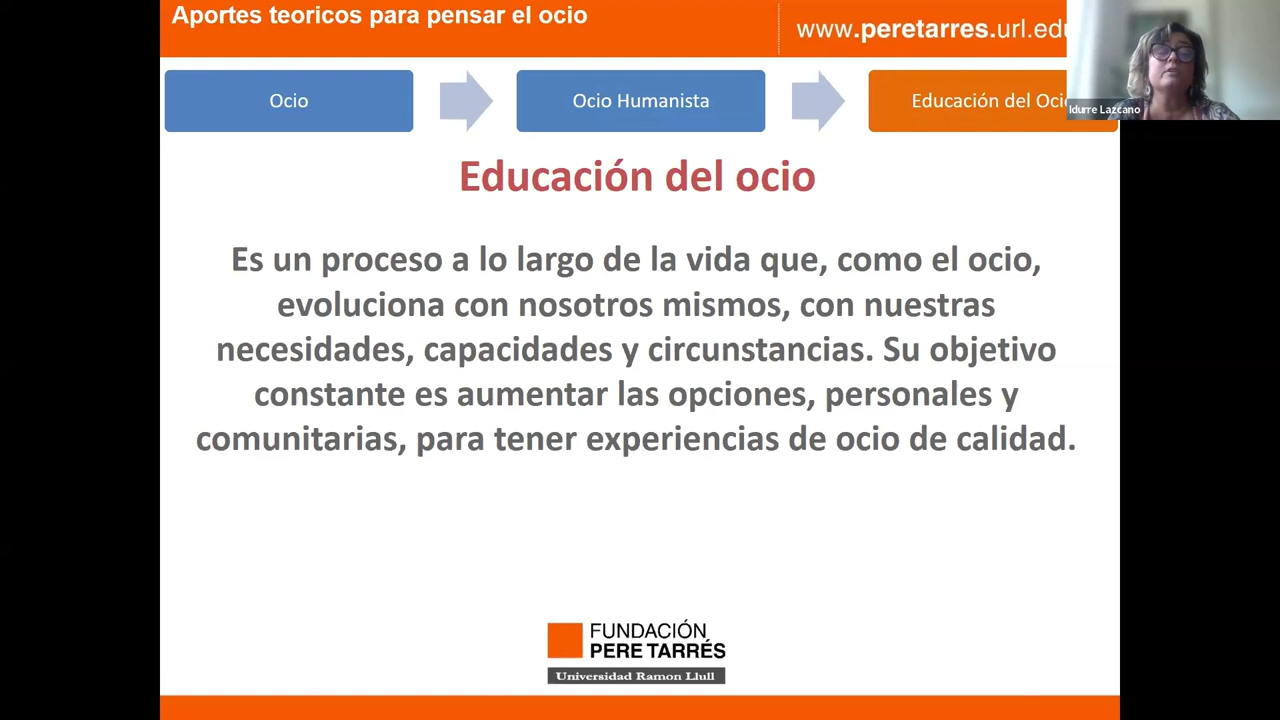 Aportes teoricos para pensar el ocio
www.peretarres.url.edu
Ocio
Ocio Humanista
Educación del Oci
Idurre Lazcano
Educación del ocio
Es un proceso a lo largo de la vida que, como el ocio,
evoluciona con nosotros mismos, con nuestras
necesidades, capacidades y circunstancias. Su objetivo
constante es aumentar las opciones, personales y
comunitarias, para tener experiencias de ocio de calidad.
FUNDACIÓN
PERE TARRÉS
Universidad Ramon Llull